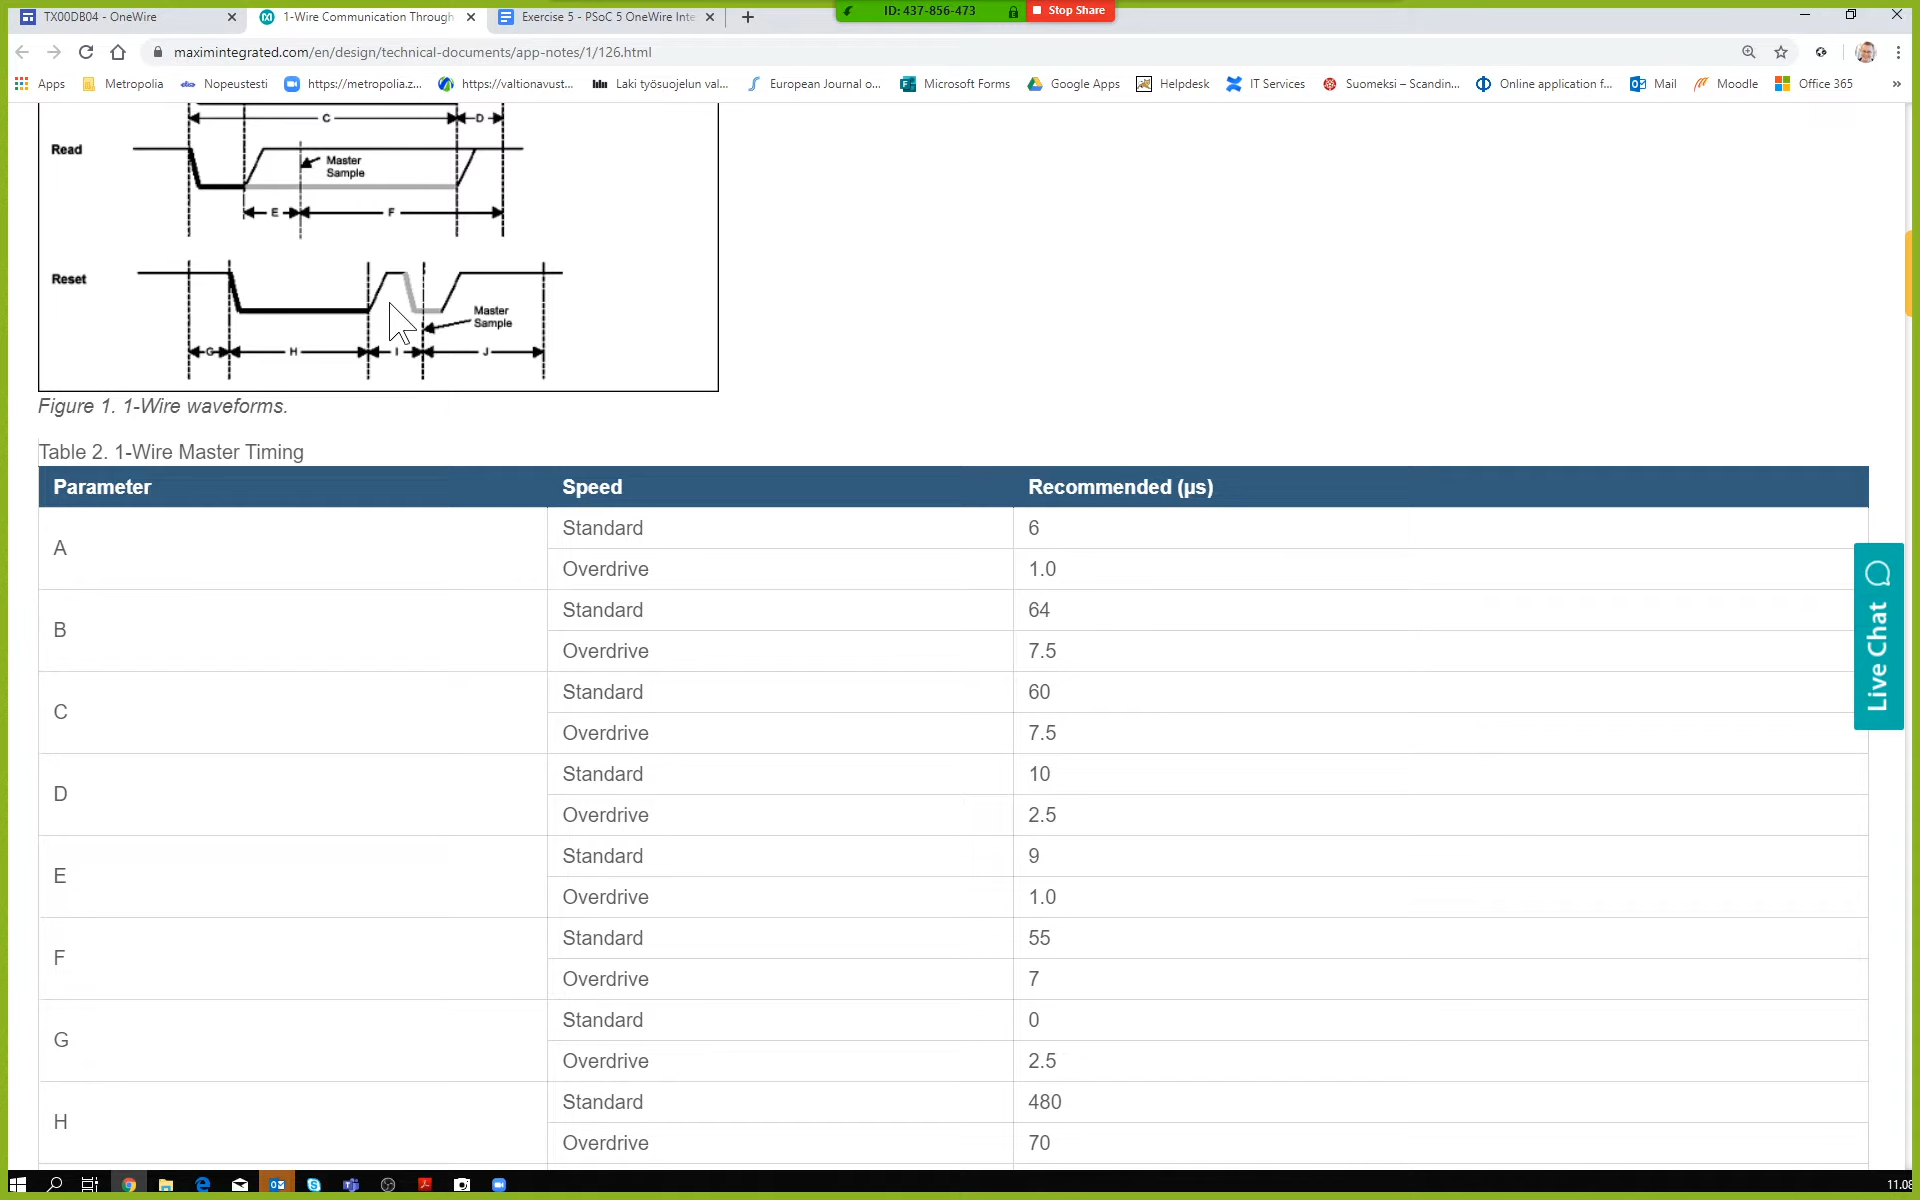 TX00DB04 - OneWire
1-Wire Communication Through
Exercise 5 - PSoC 5 OneWire Inte
ID: 437-856-473
Stop Share
maximintegrated.com/en/design/technical-documents/app-notes/1/126.html
Apps
Metropolia
Nopeustesti
https://metropolia.z...
https://valtionavust...
Laki työsuojelun val...
European Journal o...
Microsoft Forms
Google Apps
Helpdesk
IT Services
Suomeksi – Scandin...
Online application f...
Mail
Moodle
Office 365
»
C
D
Read
Master
Sample
E
F
Reset
Master
Sample
G
H
I
J
Figure 1. 1-Wire waveforms.
Table 2. 1-Wire Master Timing
Parameter Speed Recommended (µs)
A
Standard 6
Overdrive 1.0
B
Standard 64
Overdrive 7.5
C
Standard 60
Overdrive 7.5
D
Standard 10
Overdrive 2.5
E
Standard 9
Overdrive 1.0
F
Standard 55
Overdrive 7
G
Standard 0
Overdrive 2.5
H
Standard 480
Overdrive 70
Live Chat
11.08